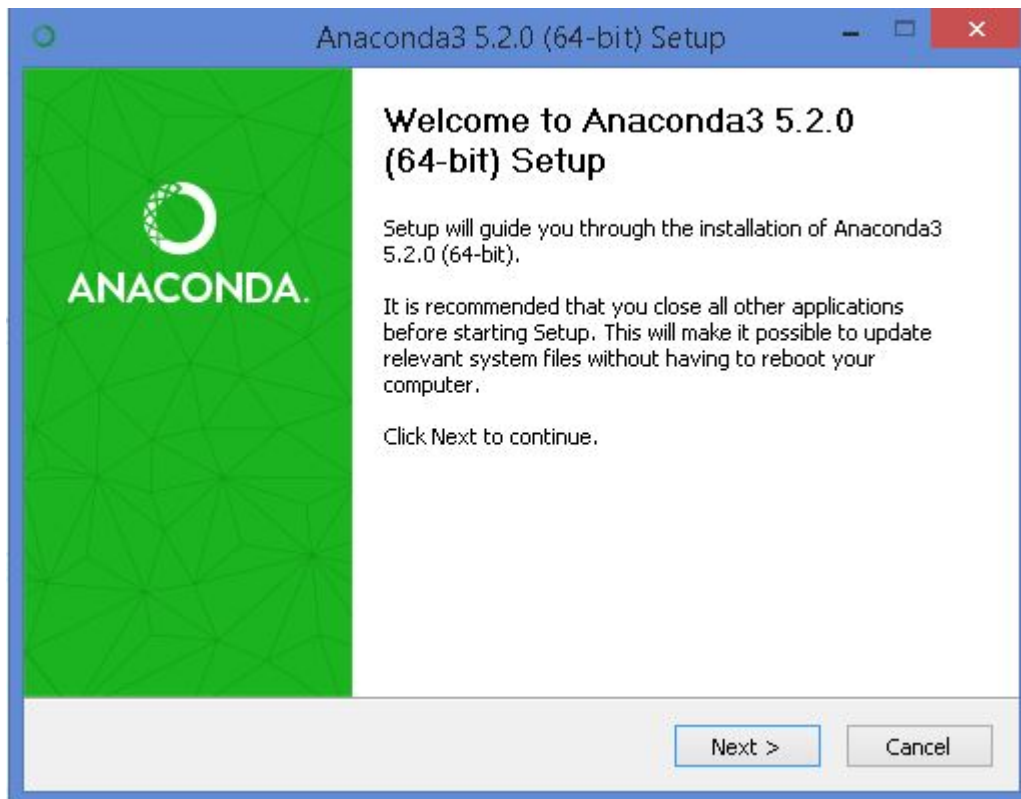 Anaconda3 5.2.0 (64-bit) Setup
Welcome to Anaconda3 5.2.0
(64-bit) Setup
ANACONDA.
Setup will guide you through the installation of Anaconda3
5.2.0 (64-bit).
It is recommended that you close all other applications
before starting Setup. This will make it possible to update
relevant system files without having to reboot your
computer.
Click Next to continue.
Next >
Cancel